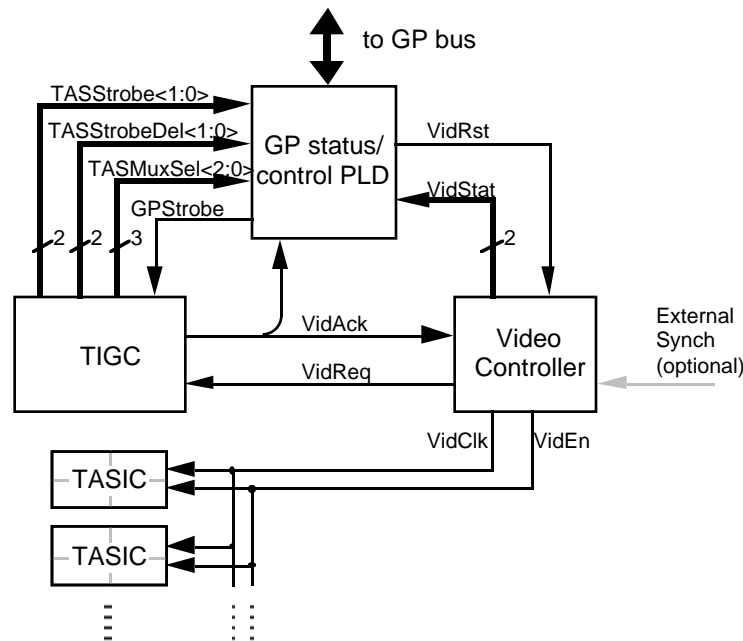 to GP bus
TASStrobe<1:0>
TASStrobeDel<1:0>
TASMuxSel<2:0>
GPStrobe
GP status/
control PLD
VidRst
VidStat
2
2
3
2
TIGC
VidAck
VidReq
Video
Controller
External
Synch
(optional)
VidClk
VidEn
TASIC
TASIC